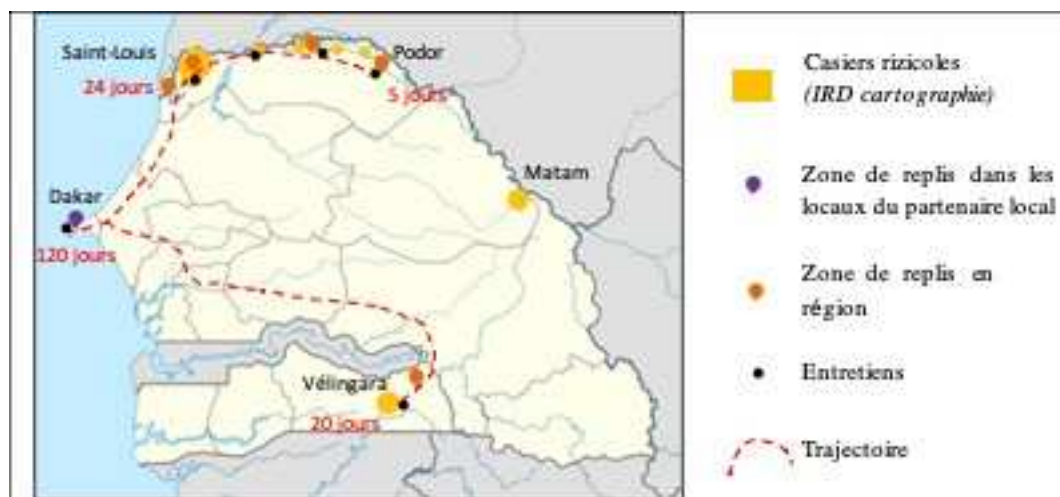 Saint-Louis
Podor
24 jours
5 jours
Matam
Dakar
120 jours
Vélingara
20 jours
Casiers rizicoles
(IRD cartographie)
Zone de replis dans les
locaux du partenaire local
Zone de replis en
région
Entretiens
Trajectoire